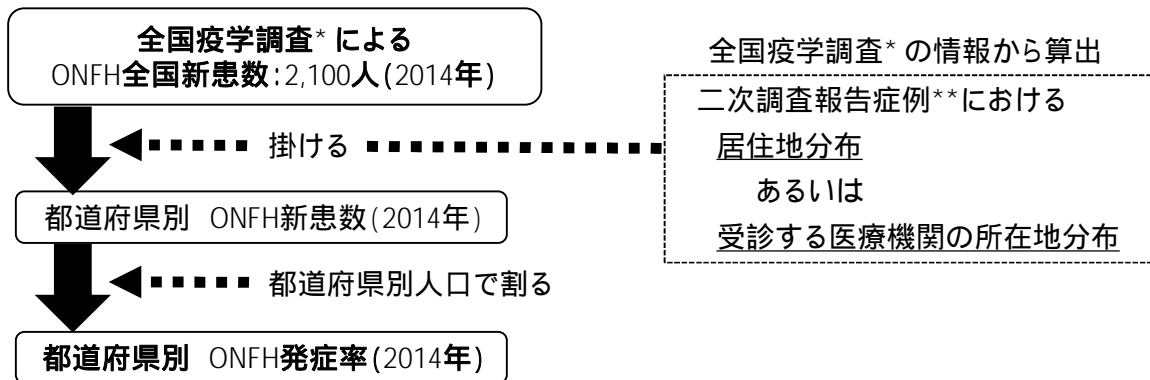 全国疫学調査* による
ONFH全国新患数:2,100人(2014年)
全国疫学調査* の情報から算出
二次調査報告症例**における
居住地分布
あるいは
受診する医療機関の所在地分布
掛ける
都道府県別 ONFH新患数(2014年)
都道府県別人口で割る
都道府県別 ONFH発症率(2014年)